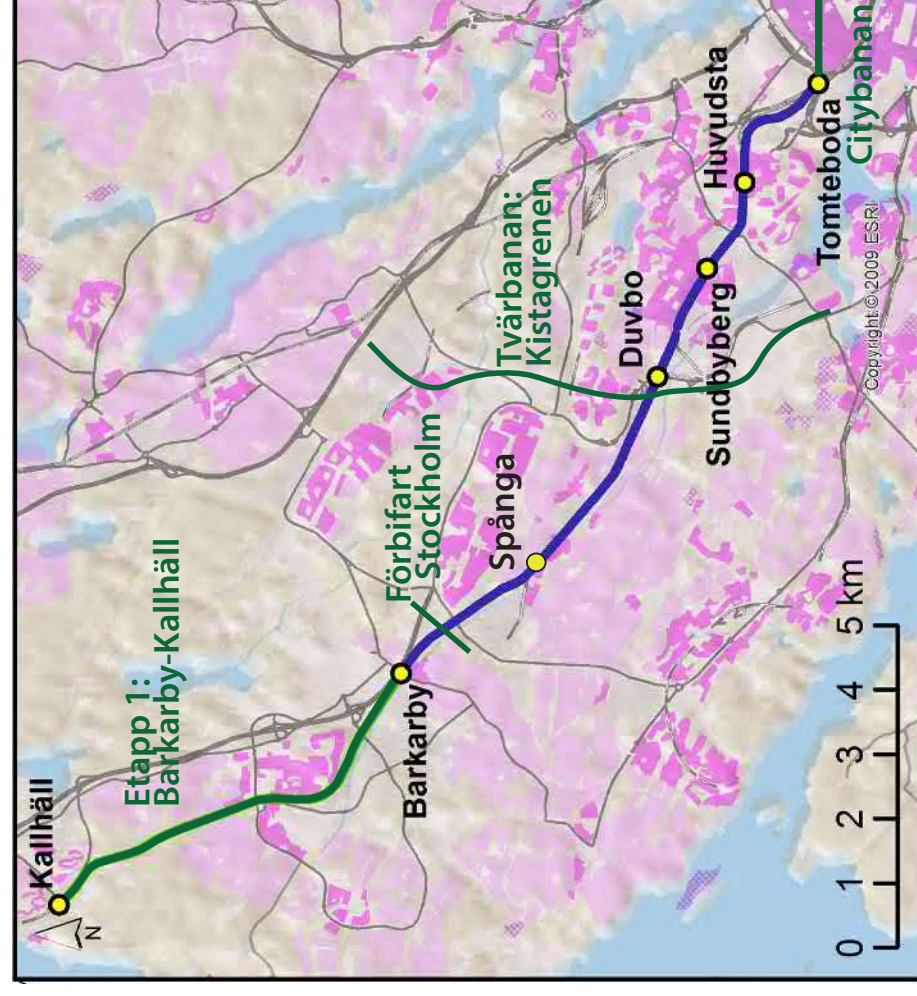 Kallhäll
N
Etapp 1:
Barkarby-Kallhäll
Barkarby
Förbifart
Stockholm
Spånga
Tvärbanan:
Kistagrenen
Duvbo
Sundbyberg
Huvudsta
Tomteboda
Citybanan
Copyright © 2009 ESRI
0 1 2 3 4 5 km